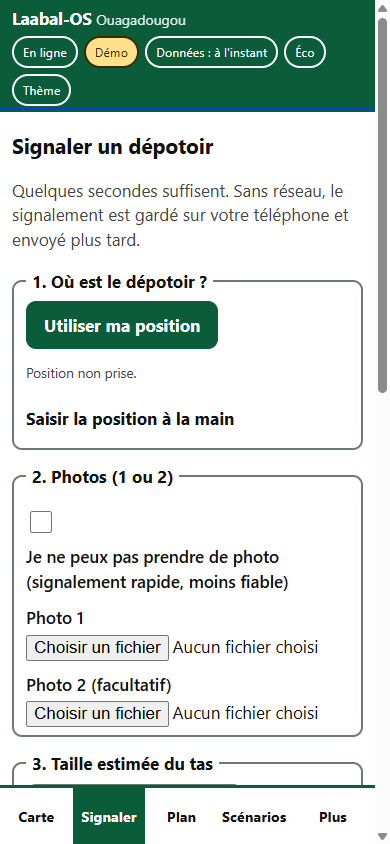 Laabal-OS Ouagadougou
En ligne Démo Données : à l'instant Éco
Thème
Signaler un dépotoir
Quelques secondes suffisent. Sans réseau, le
signalement est gardé sur votre téléphone et
envoyé plus tard.
1. Où est le dépotoir ?
Utiliser ma position
Position non prise.
Saisir la position à la main
2. Photos (1 ou 2)
Je ne peux pas prendre de photo
(signalement rapide, moins fiable)
Photo 1
Choisir un fichier Aucun fichier choisi
Photo 2 (facultatif)
Choisir un fichier Aucun fichier choisi
3. Taille estimée du tas
Carte Signaler Plan Scénarios Plus